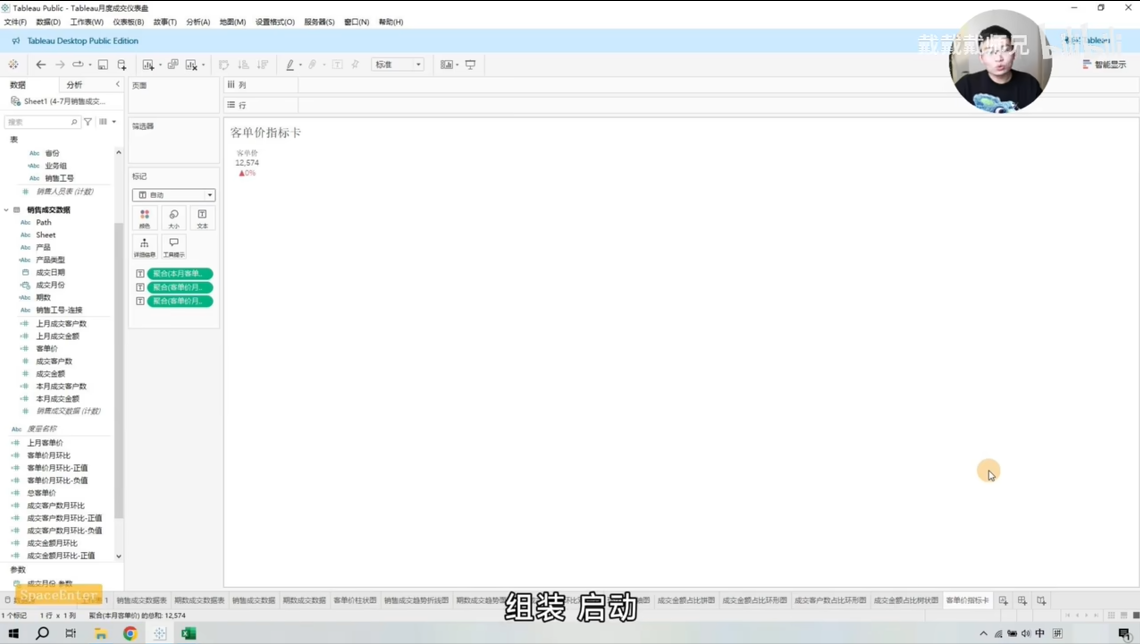 Tableau Public - Tableau月度成交仪表盘
文件(F) 数据(D) 工作表(W) 仪表板(B) 故事(T) 分析(A) 地图(M) 设置格式(O) 服务器(S) 窗口(N) 帮助(H)
Tableau Desktop Public Edition
戴戴戴师兄
标准
智能显示
数据 分析
页面
列
Sheet1 (4-7月销售成交...
行
搜索
筛选器
客单价指标卡
表
省份
客单价
业务组
12,574
销售工号
▲0%
标记
销售人员表 (计数)
自动
销售成交数据
Path
颜色 大小 文本
Sheet
产品
详细信息 工具提示
产品类型
成交日期
聚合(本月客单..
成交月份
聚合(客单价月..
期数
聚合(客单价月..
销售工号-连接
上月成交客户数
上月成交金额
客单价
成交客户数
成交金额
本月成交客户数
本月成交金额
销售成交数据 (计数)
度量名称
上月客单价
客单价月环比
客单价月环比-正值
客单价月环比-负值
总客单价
成交客户数月环比
成交客户数月环比-正值
成交客户数月环比-负值
成交金额月环比
成交金额月环比-正值
参数
成交月份 参数
SpaceEnter
销售成交数据表 期数成交数据表 销售成交数据 期数成交数据 客单价柱状图 销售成交趋势折线图 成交金额占比饼图 成交金额占比环形图 成交客户数占比环形图 成交金额占比树状图 客单价指标卡
组装 启动
1 个标记 1 行 x 1 列 聚合(本月客单价) 的总和: 12,574
中 拼